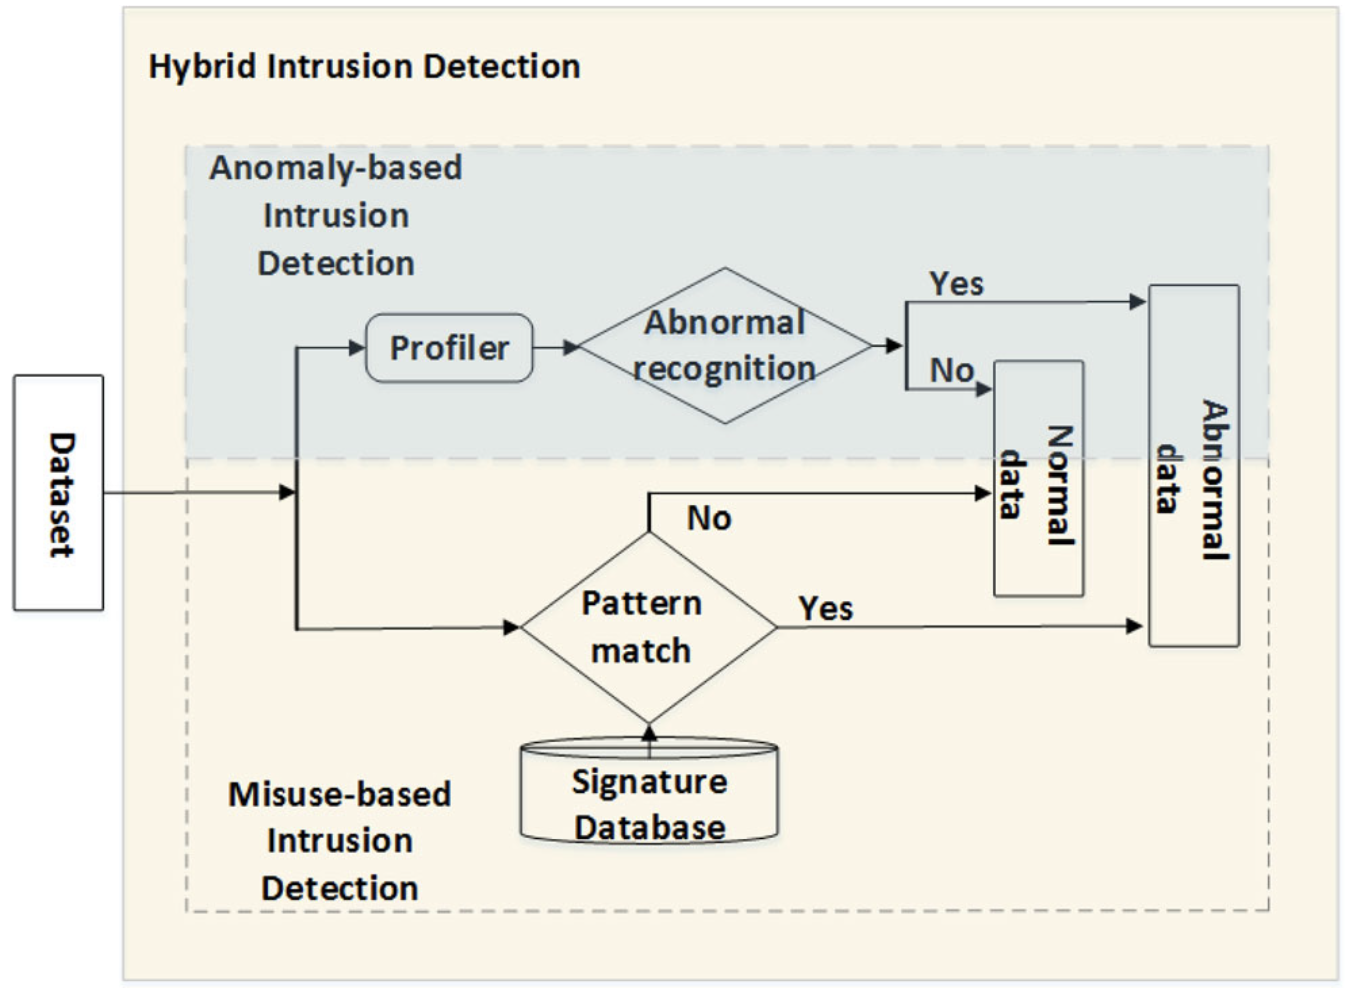 Hybrid Intrusion Detection
Anomaly-based
Intrusion
Detection
Yes
Profiler
Abnormal
recognition
No
Dataset
Normal
data
Abnormal
data
No
Pattern
match
Yes
Signature
Database
Misuse-based
Intrusion
Detection